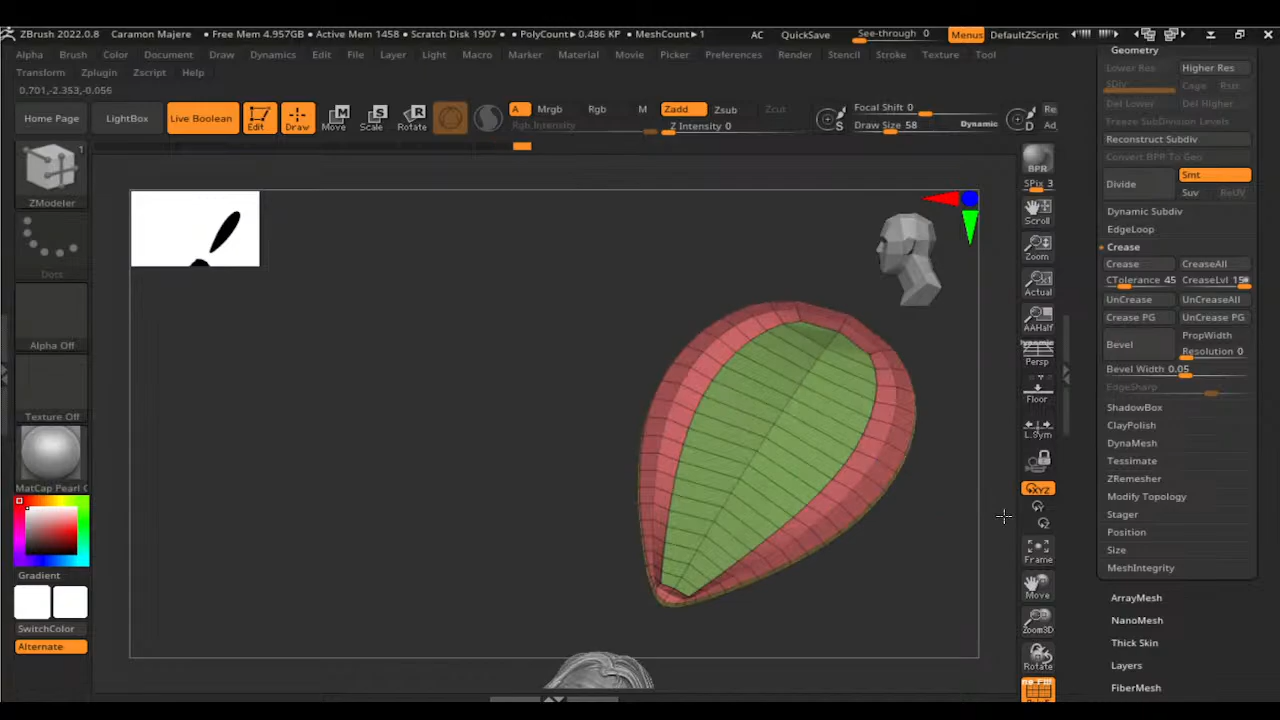 ZBrush 2022.0.8 Caramon Majere • Free Mem 4.957GB • Active Mem 1458 • Scratch Disk 1907 • PolyCount▸0.486 KP • MeshCount▸1 AC QuickSave See-through 0 Menus DefaultZScript
Alpha Brush Color Document Draw Dynamics Edit File Layer Light Macro Marker Material Movie Picker Preferences Render Stencil Stroke Texture Tool
Transform Zplugin Zscript Help
0.701,-2.353,-0.056
Home Page LightBox Live Boolean Edit Draw Move Scale Rotate
A Mrgb Rgb M Zadd Zsub Zcut Focal Shift 0 Re
Rgb Intensity Z Intensity 0 Draw Size 58 Dynamic Ad
S D
M S R
1
ZModeler
Dots
Alpha Off
Texture Off
MatCap Pearl C
Gradient
SwitchColor
Alternate
BPR
SPix 3
Scroll
Zoom
Actual
AAHalf
Dynamic
Persp
Floor
L.Sym
XYZ
Frame
Move
Zoom3D
Rotate
Geometry
Lower Res Higher Res
SDiv Cage Rstr
Del Lower Del Higher
Freeze SubDivision Levels
Reconstruct Subdiv
Convert BPR To Geo
Divide Smt
Suv ReUV
Dynamic Subdiv
EdgeLoop
Crease
Crease CreaseAll
CTolerance 45 CreaseLvl 15
UnCrease UnCreaseAll
Crease PG UnCrease PG
Bevel PropWidth
Resolution 0
Bevel Width 0.05
EdgeSharp
ShadowBox
ClayPolish
DynaMesh
Tessimate
ZRemesher
Modify Topology
Stager
Position
Size
MeshIntegrity
ArrayMesh
NanoMesh
Thick Skin
Layers
FiberMesh